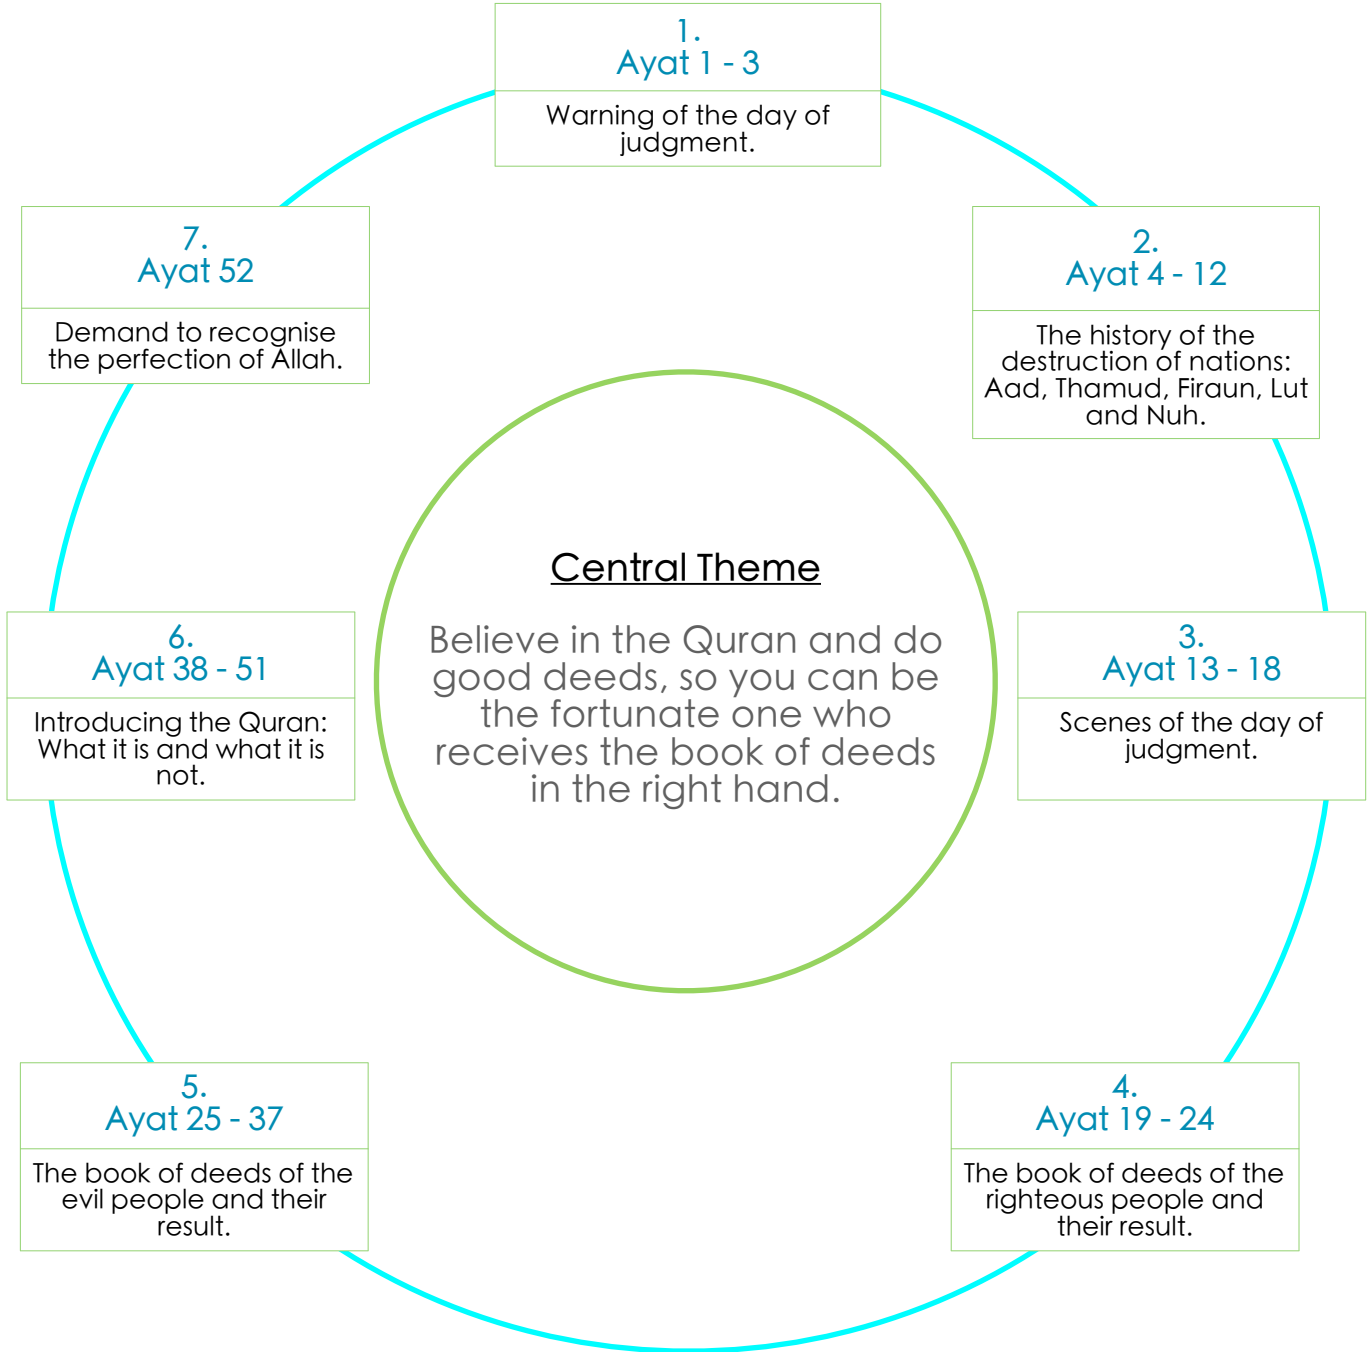 1.
Ayat 1 - 3
Warning of the day of
judgment.
2.
Ayat 4 - 12
The history of the
destruction of nations:
Aad, Thamud, Firaun, Lut
and Nuh.
3.
Ayat 13 - 18
Scenes of the day of
judgment.
4.
Ayat 19 - 24
The book of deeds of the
righteous people and
their result.
5.
Ayat 25 - 37
The book of deeds of the
evil people and their
result.
6.
Ayat 38 - 51
Introducing the Quran:
What it is and what it is
not.
7.
Ayat 52
Demand to recognise
the perfection of Allah.
Central Theme
Believe in the Quran and do
good deeds, so you can be
the fortunate one who
receives the book of deeds
in the right hand.